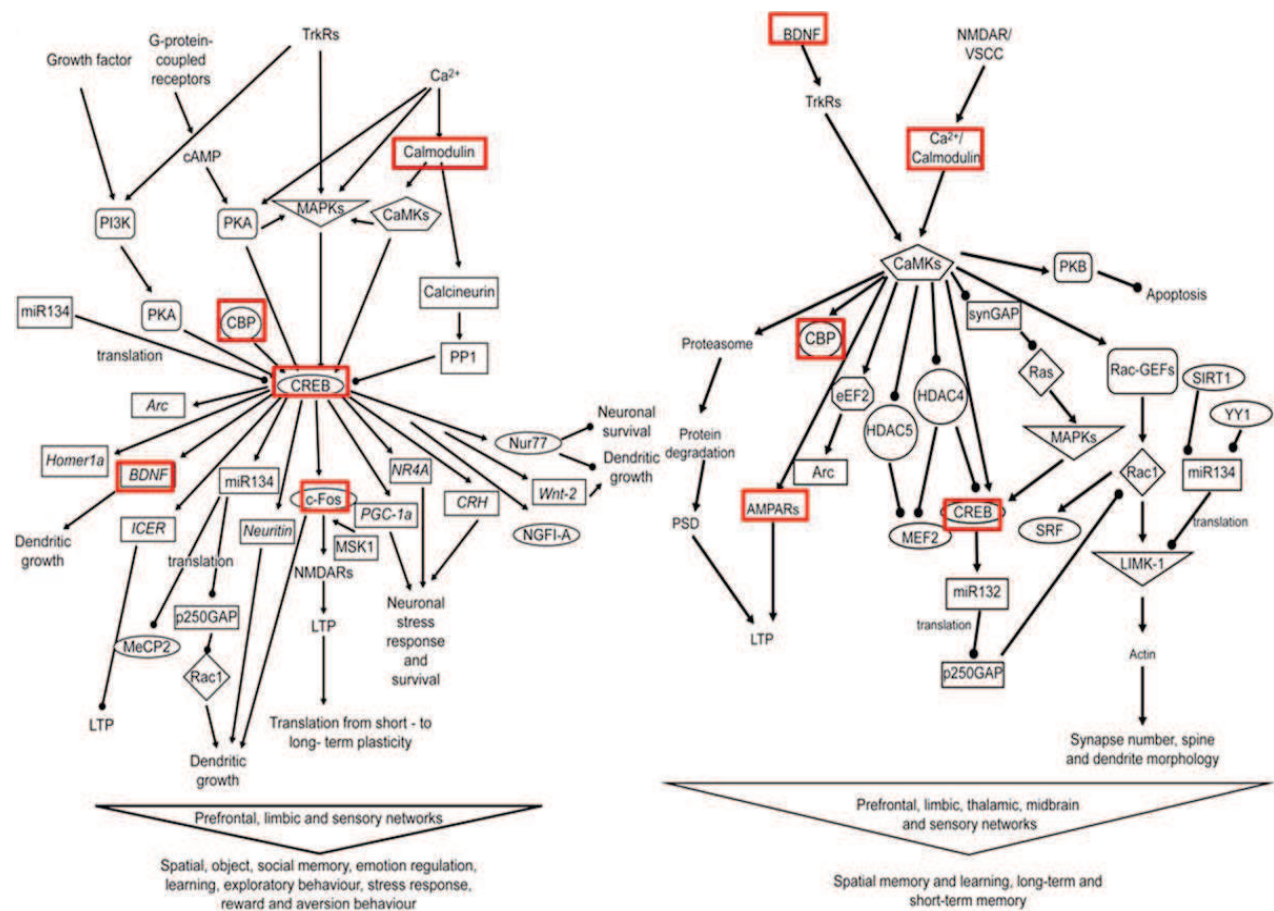 TrkRs
G-protein-
coupled
receptors
Growth factor
Ca²⁺
cAMP
Calmodulin
PI3K
PKA
MAPKs
CaMKs
Calcineurin
miR134
PKA
CBP
translation
PP1
CREB
Arc
Neuronal
survival
Nur77
Homer1a
BDNF
miR134
NR4A
Dendritic
growth
c-Fos
CRH
Wnt-2
PGC-1a
ICER
Neuritin
NGFI-A
Dendritic
growth
MSK1
translation
NMDARs
p250GAP
Neuronal
stress
response
and
survival
LTP
MeCP2
Rac1
LTP
Translation from short - to
long- term plasticity
Dendritic
growth
Prefrontal, limbic and sensory networks
Spatial, object, social memory, emotion regulation,
learning, exploratory behaviour, stress response,
reward and aversion behaviour
BDNF
NMDAR/
VSCC
TrkRs
Ca²⁺/
Calmodulin
CaMKs
PKB
Apoptosis
synGAP
Proteasome
CBP
Ras
Rac-GEFs
SIRT1
eEF2
HDAC4
YY1
HDAC5
MAPKs
Protein
degradation
Arc
Rac1
miR134
AMPARs
PSD
CREB
MEF2
SRF
translation
LIMK-1
miR132
translation
LTP
p250GAP
Actin
Synapse number, spine
and dendrite morphology
Prefrontal, limbic, thalamic, midbrain
and sensory networks
Spatial memory and learning, long-term and
short-term memory